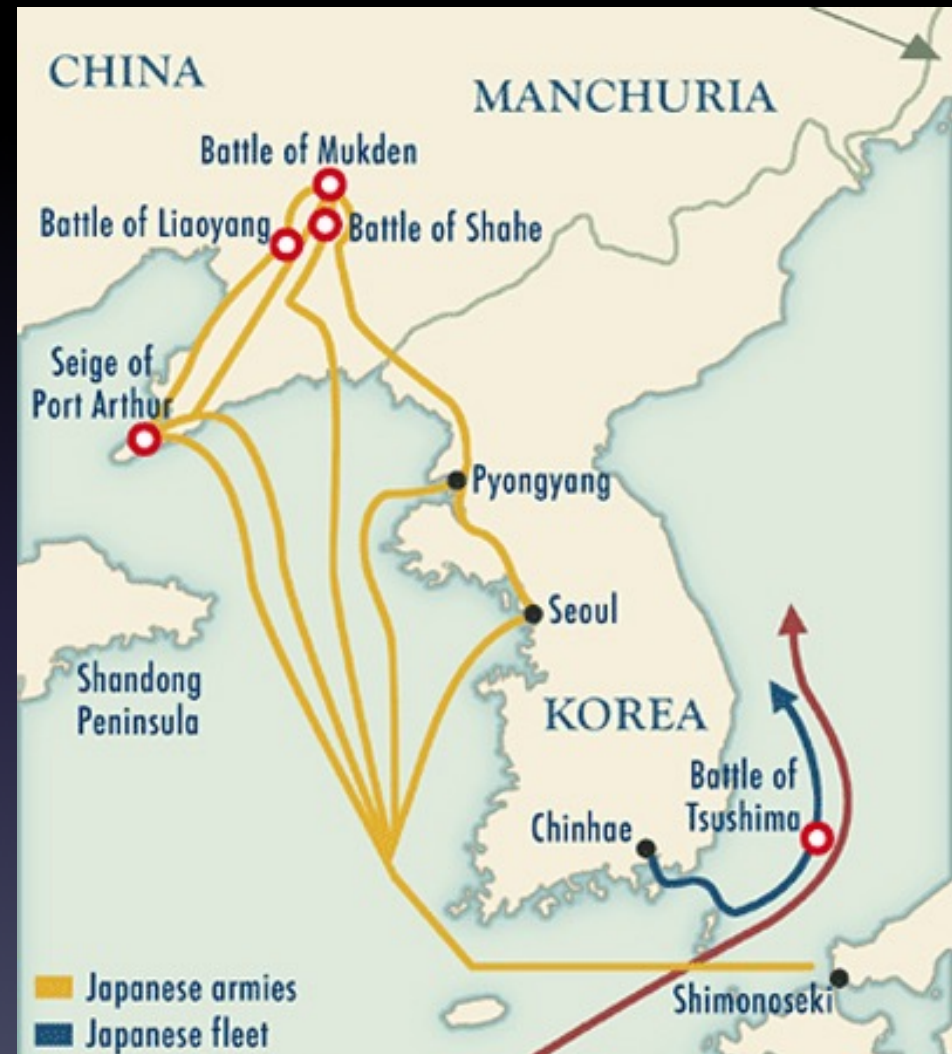 CHINA
MANCHURIA
Battle of Mukden
Battle of Liaoyang
Battle of Shahe
Seige of
Port Arthur
Pyongyang
Seoul
Shandong
Peninsula
KOREA
Battle of
Tsushima
Chinhae
Shimonoseki
Japanese armies
Japanese fleet